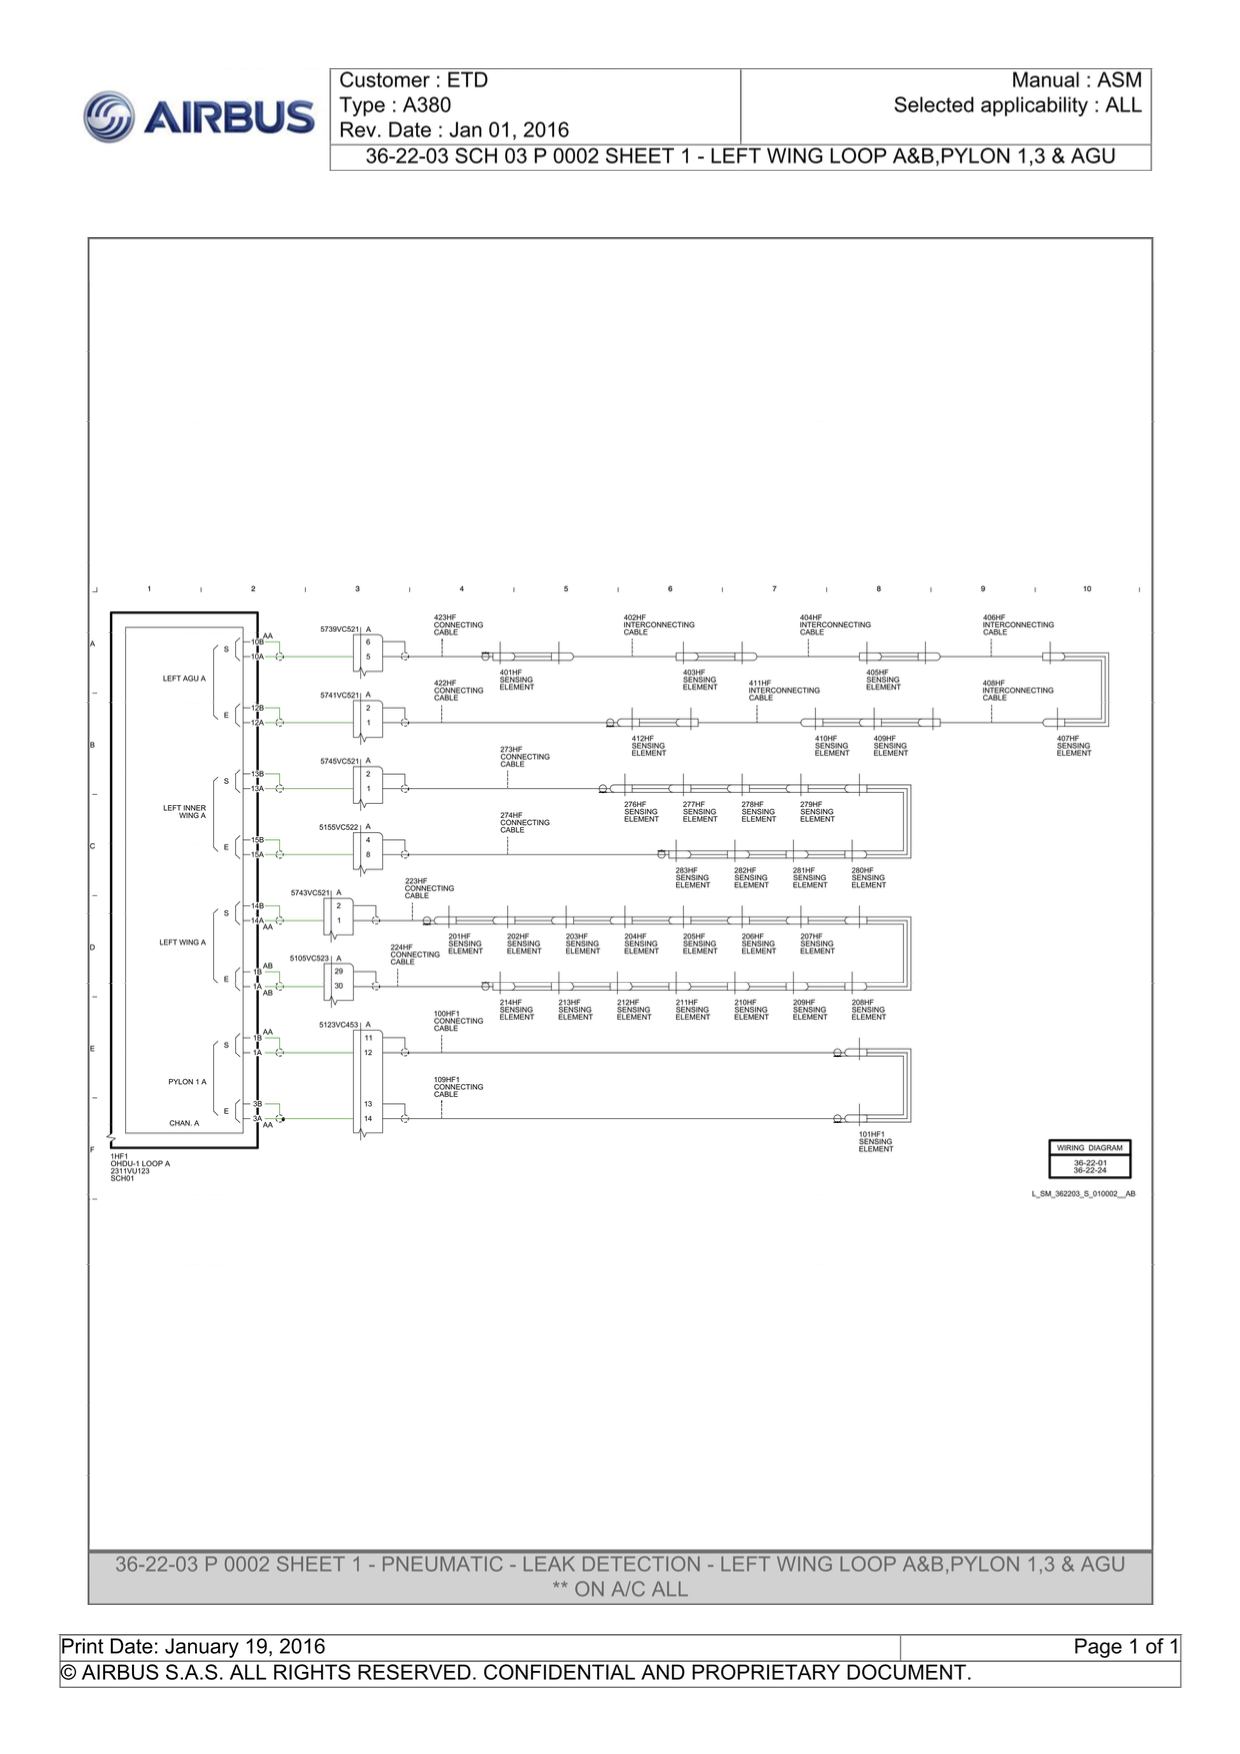 AIRBUS
Customer : ETD
Type : A380
Rev. Date : Jan 01, 2016
Manual : ASM
Selected applicability : ALL
36-22-03 SCH 03 P 0002 SHEET 1 - LEFT WING LOOP A&B,PYLON 1,3 & AGU
1 2 3 4 5 6 7 8 9 10
A
B
C
D
E
F
LEFT AGU A
S
10B
AA
10A
E
12B
12A
LEFT INNER
WING A
S
13B
13A
E
15B
15A
LEFT WING A
S
14B
14A
AA
E
AB
1B
1A
AB
PYLON 1 A
S
AA
1B
1A
E
3B
3A
AA
CHAN. A
1HF1
OHDU-1 LOOP A
2311VU123
SCH01
5739VC521 A
6
5
423HF
CONNECTING
CABLE
401HF
SENSING
ELEMENT
402HF
INTERCONNECTING
CABLE
403HF
SENSING
ELEMENT
404HF
INTERCONNECTING
CABLE
405HF
SENSING
ELEMENT
406HF
INTERCONNECTING
CABLE
5741VC521 A
2
1
422HF
CONNECTING
CABLE
412HF
SENSING
ELEMENT
411HF
INTERCONNECTING
CABLE
410HF
SENSING
ELEMENT
409HF
SENSING
ELEMENT
408HF
INTERCONNECTING
CABLE
407HF
SENSING
ELEMENT
5745VC521 A
2
1
273HF
CONNECTING
CABLE
276HF
SENSING
ELEMENT
277HF
SENSING
ELEMENT
278HF
SENSING
ELEMENT
279HF
SENSING
ELEMENT
5155VC522 A
4
8
274HF
CONNECTING
CABLE
283HF
SENSING
ELEMENT
282HF
SENSING
ELEMENT
281HF
SENSING
ELEMENT
280HF
SENSING
ELEMENT
5743VC521 A
2
1
223HF
CONNECTING
CABLE
201HF
SENSING
ELEMENT
202HF
SENSING
ELEMENT
203HF
SENSING
ELEMENT
204HF
SENSING
ELEMENT
205HF
SENSING
ELEMENT
206HF
SENSING
ELEMENT
207HF
SENSING
ELEMENT
5105VC523 A
29
30
224HF
CONNECTING
CABLE
214HF
SENSING
ELEMENT
213HF
SENSING
ELEMENT
212HF
SENSING
ELEMENT
211HF
SENSING
ELEMENT
210HF
SENSING
ELEMENT
209HF
SENSING
ELEMENT
208HF
SENSING
ELEMENT
5123VC453 A
11
12
13
14
100HF1
CONNECTING
CABLE
109HF1
CONNECTING
CABLE
101HF1
SENSING
ELEMENT
WIRING DIAGRAM
36-22-01
36-22-24
L_SM_362203_S_010002__AB
36-22-03 P 0002 SHEET 1 - PNEUMATIC - LEAK DETECTION - LEFT WING LOOP A&B,PYLON 1,3 & AGU
** ON A/C ALL
Print Date: January 19, 2016
Page 1 of 1
© AIRBUS S.A.S. ALL RIGHTS RESERVED. CONFIDENTIAL AND PROPRIETARY DOCUMENT.